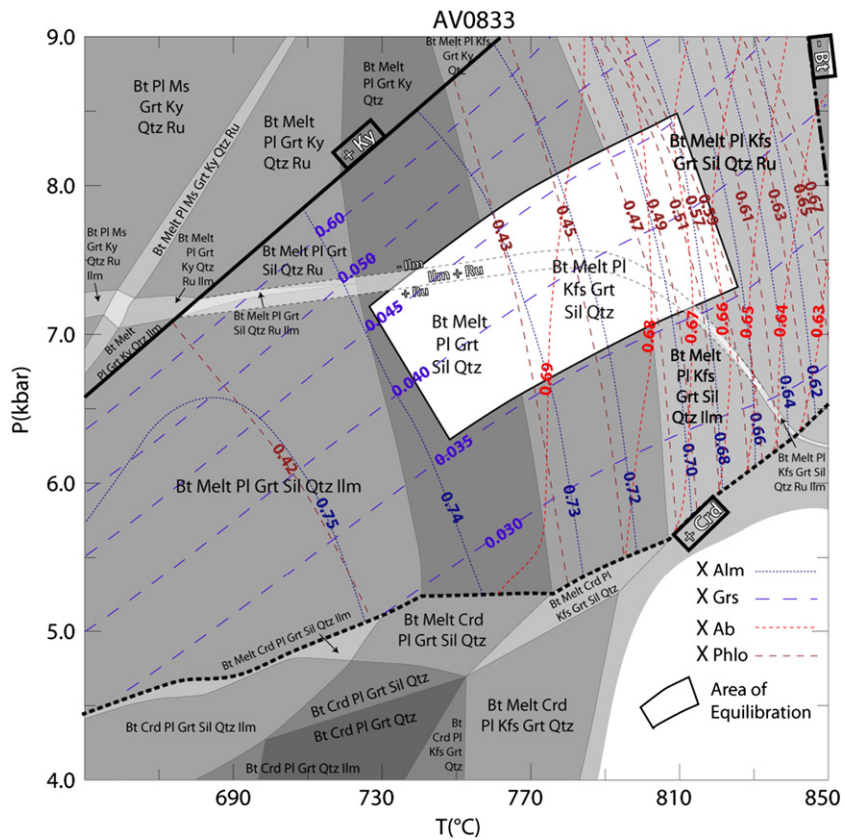 AV0833
9.0
8.0
7.0
6.0
5.0
4.0
P(kbar)
690
730
770
810
850
T(°C)
Bt Pl Ms
Grt Ky
Qtz Ru
Bt Melt
Pl Grt Ky
Qtz Ru
Bt Melt
Pl Grt Ky
Qtz
Bt Melt Pl Kfs
Grt Ky
Qtz
+ Ky
- Bt
Bt Melt Pl Kfs
Grt Sil Qtz Ru
Bt Melt Pl Ms Grt Ky Qtz Ru
Bt Pl Ms
Grt Ky
Qtz Ru
Ilm
Bt Melt
Pl Grt
Ky Qtz
Ru Ilm
Bt Melt Pl Grt
Sil Qtz Ru
Bt Melt
Pl Grt Ky Qtz Ilm
Bt Melt Pl Grt
Sil Qtz Ru Ilm
- Ilm
Ilm + Ru
+ Ru
Bt Melt Pl
Kfs Grt
Sil Qtz
Bt Melt
Pl Grt
Sil Qtz
Bt Melt
Pl Kfs
Grt Sil
Qtz Ilm
Bt Melt Pl
Kfs Grt Sil
Qtz Ru Ilm
Bt Melt Pl Grt Sil Qtz Ilm
0.60
0.050
0.045
0.040
0.035
0.030
0.42
0.43
0.45
0.47
0.49
0.51
0.57
0.59
0.61
0.63
0.65
0.67
0.69
0.68
0.67
0.66
0.65
0.64
0.63
0.75
0.74
0.73
0.72
0.70
0.68
0.66
0.64
0.62
+ Crd
Bt Melt Crd Pl Grt Sil Qtz Ilm
Bt Melt Crd
Pl Grt Sil Qtz
Bt Melt Crd Pl
Kfs Grt Sil Qtz
Bt Crd Pl Grt Sil Qtz Ilm
Bt Crd Pl Grt Sil Qtz
Bt Crd Pl Grt Qtz
Bt Crd Pl Grt Qtz Ilm
Bt
Crd Pl
Kfs Grt
Qtz
Bt Melt Crd
Pl Kfs Grt Qtz
X Alm
X Grs
X Ab
X Phlo
Area of
Equilibration